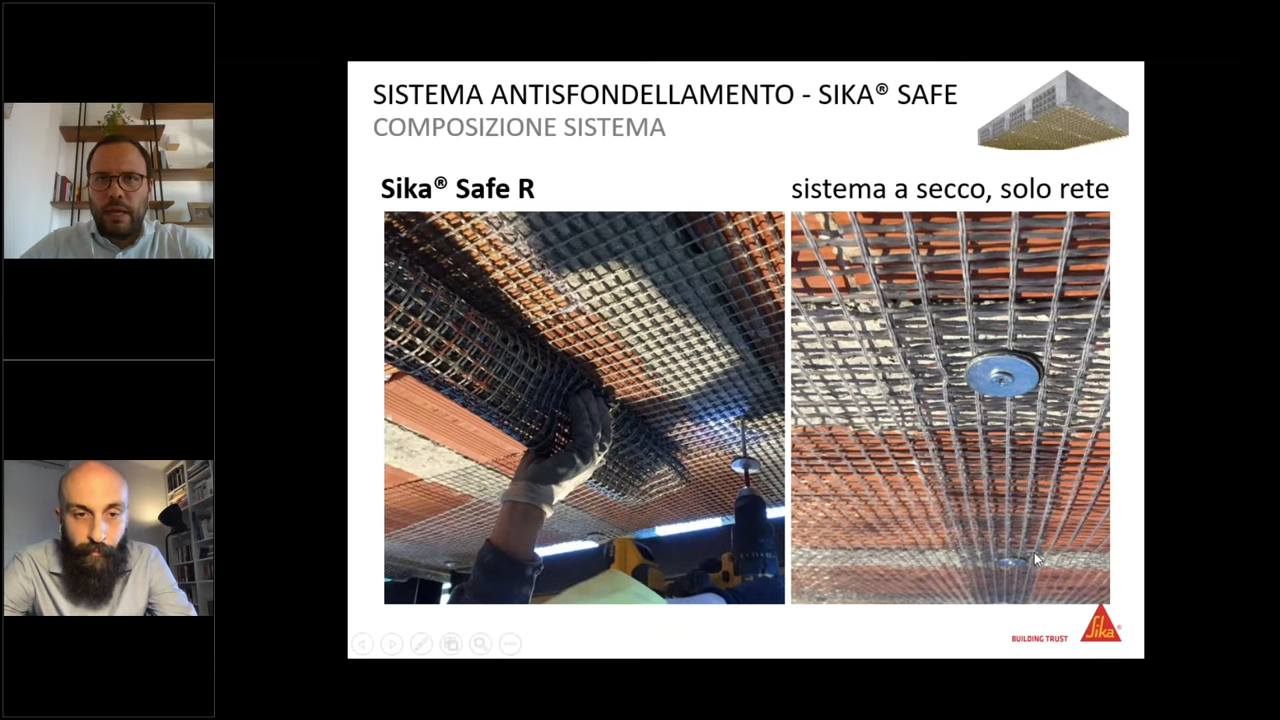 SISTEMA ANTISFONDELLAMENTO - SIKA® SAFE
COMPOSIZIONE SISTEMA
Sika® Safe R
sistema a secco, solo rete
BUILDING TRUST
Sika®